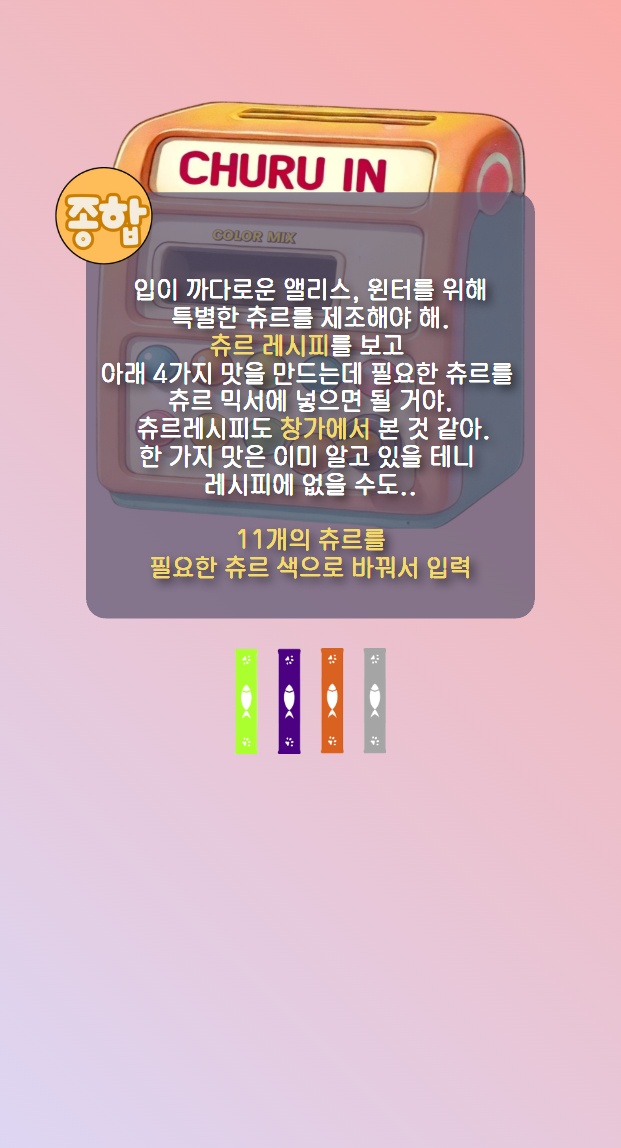 CHURU IN
종합
COLOR MIX
입이 까다로운 앨리스, 윈터를 위해
특별한 츄르를 제조해야 해.
츄르 레시피를 보고
아래 4가지 맛을 만드는데 필요한 츄르를
츄르 믹서에 넣으면 될 거야.
츄르레시피도 창가에서 본 것 같아.
한 가지 맛은 이미 알고 있을 테니
레시피에 없을 수도..
11개의 츄르를
필요한 츄르 색으로 바꿔서 입력